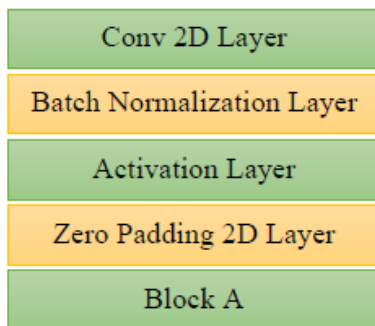 Conv 2D Layer
Batch Normalization Layer
Activation Layer
Zero Padding 2D Layer
Block A